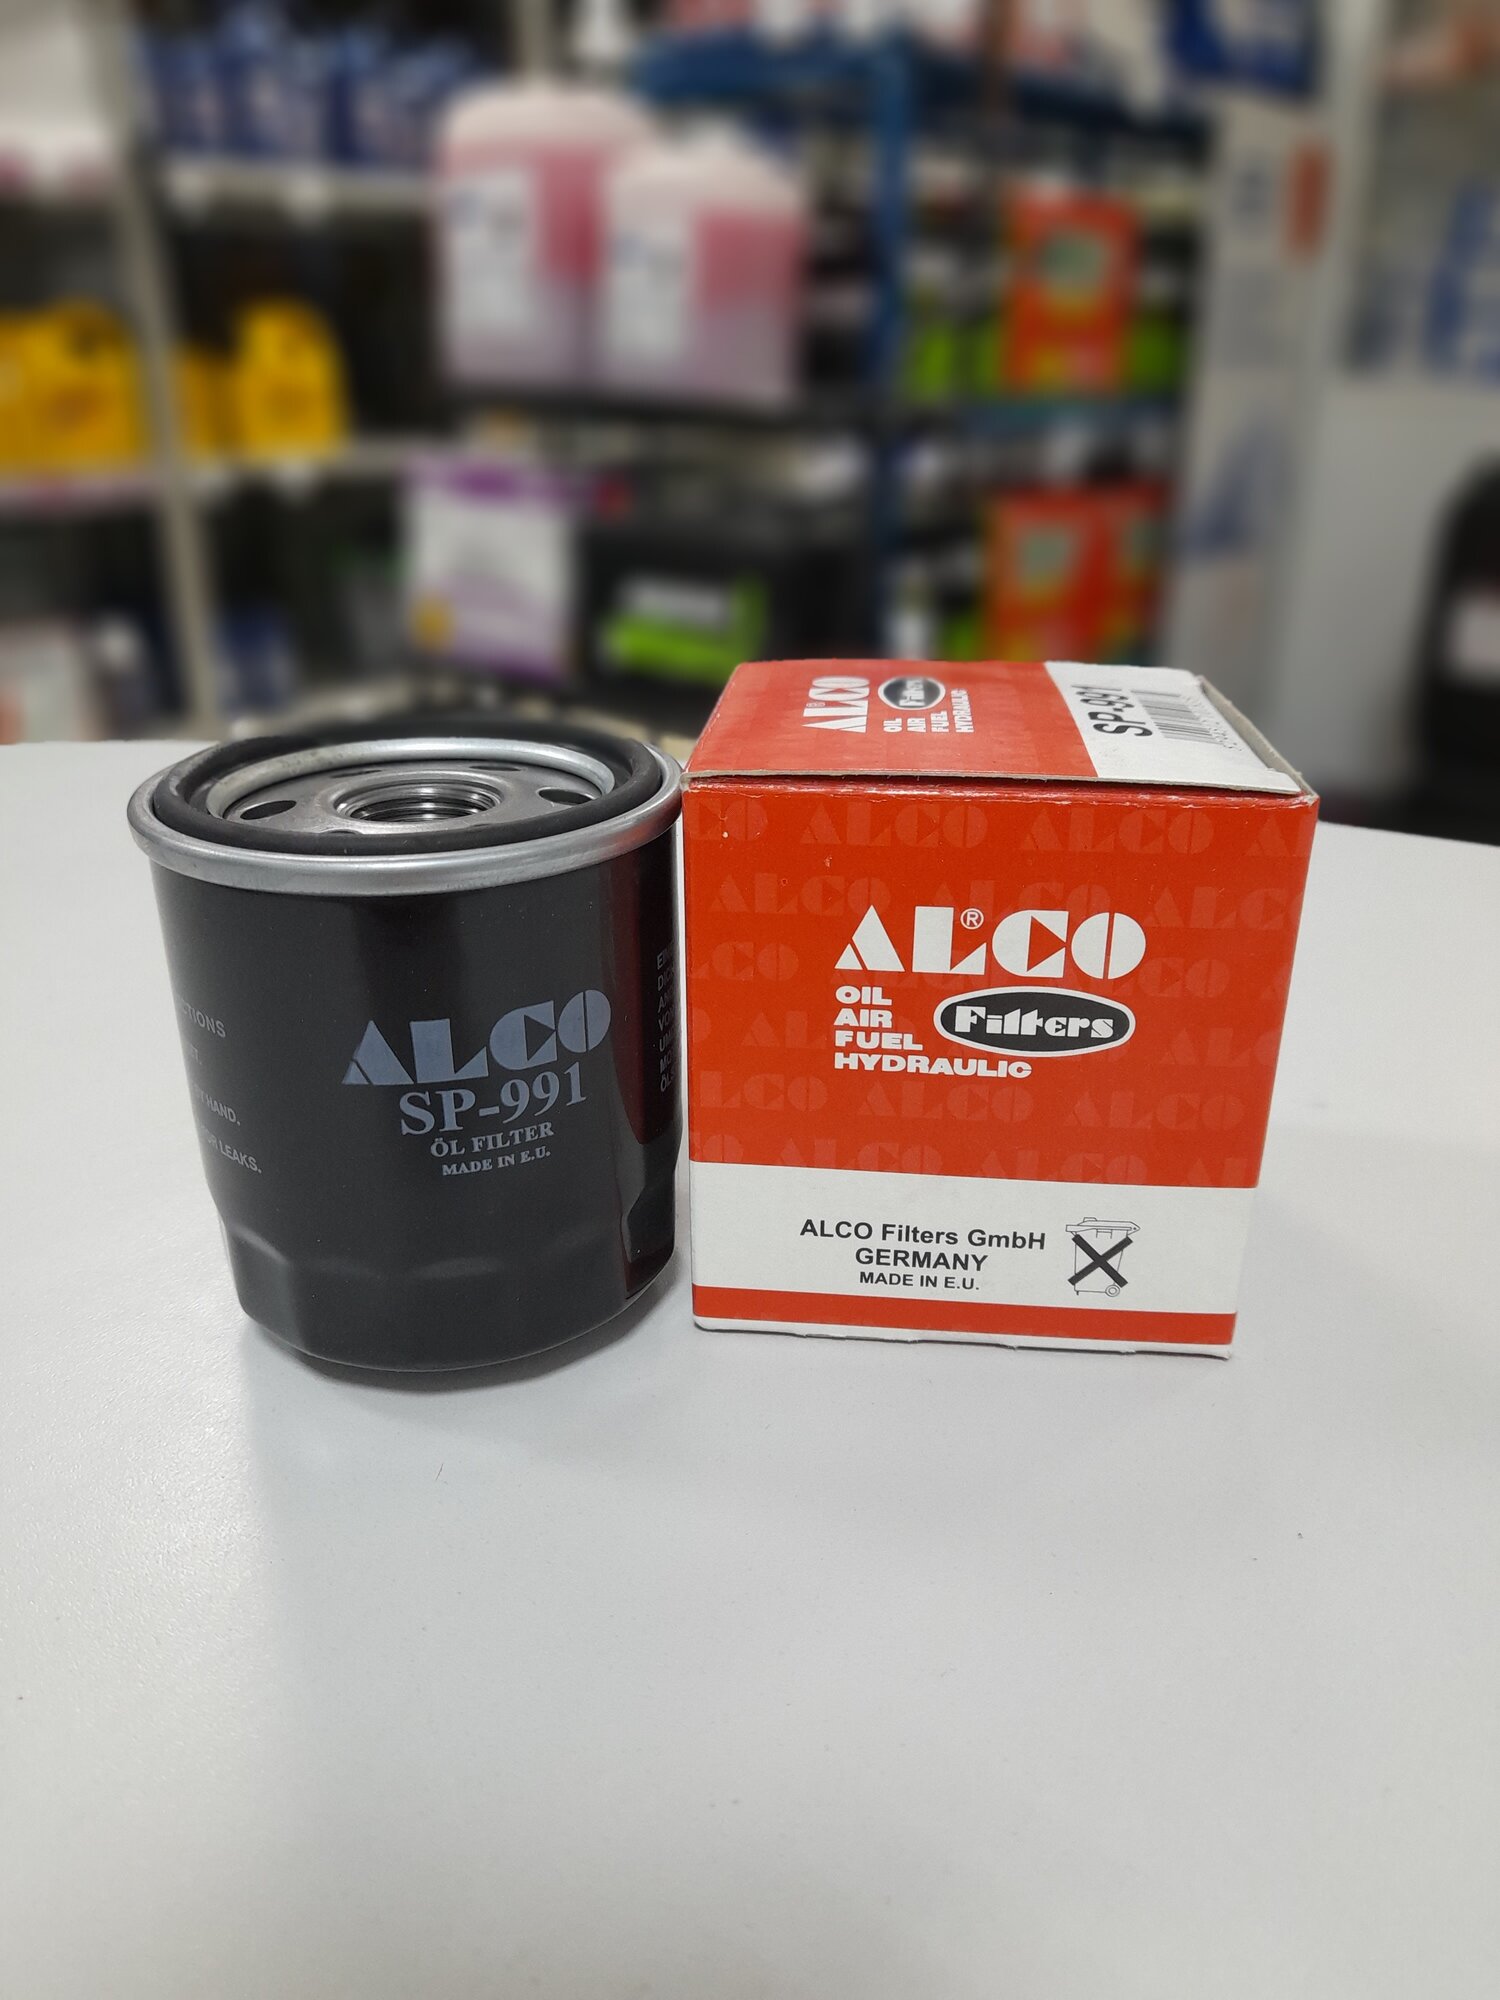 ALCO
SP-991
ÖL FILTER
MADE IN E.U.
HAND.
LEAKS.
ALCO®
Filters
OIL
AIR
FUEL
HYDRAULIC
SP-991
ALCO®
OIL
AIR
FUEL
HYDRAULIC
Filters
ALCO Filters GmbH
GERMANY
MADE IN E.U.